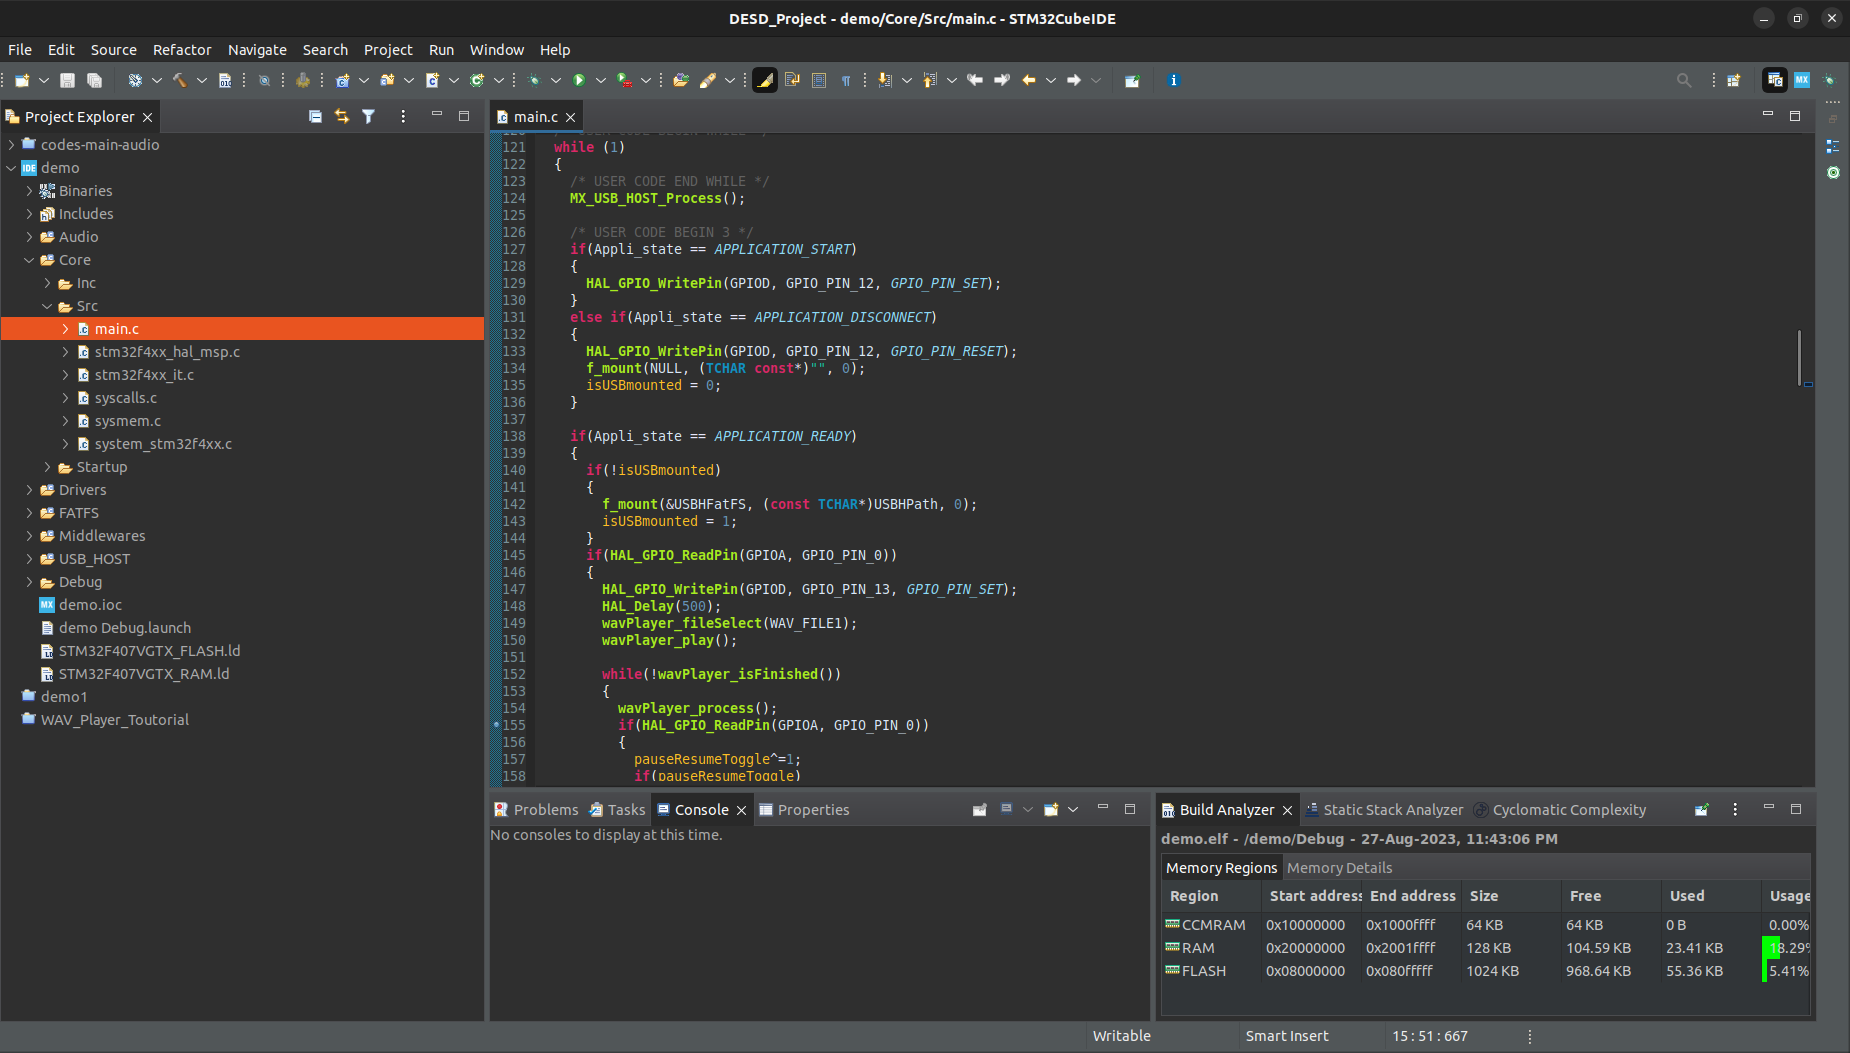 DESD_Project - demo/Core/Src/main.c - STM32CubeIDE
File Edit Source Refactor Navigate Search Project Run Window Help
Project Explorer
codes-main-audio
demo
Binaries
Includes
Audio
Core
Inc
Src
main.c
stm32f4xx_hal_msp.c
stm32f4xx_it.c
syscalls.c
sysmem.c
system_stm32f4xx.c
Startup
Drivers
FATFS
Middlewares
USB_HOST
Debug
demo.ioc
demo Debug.launch
STM32F407VGTX_FLASH.ld
STM32F407VGTX_RAM.ld
demo1
WAV_Player_Toutorial
main.c
121 while (1)
122 {
123 /* USER CODE END WHILE */
124 MX_USB_HOST_Process();
125
126 /* USER CODE BEGIN 3 */
127 if(Appli_state == APPLICATION_START)
128 {
129 HAL_GPIO_WritePin(GPIOD, GPIO_PIN_12, GPIO_PIN_SET);
130 }
131 else if(Appli_state == APPLICATION_DISCONNECT)
132 {
133 HAL_GPIO_WritePin(GPIOD, GPIO_PIN_12, GPIO_PIN_RESET);
134 f_mount(NULL, (TCHAR const*)"", 0);
135 isUSBmounted = 0;
136 }
137
138 if(Appli_state == APPLICATION_READY)
139 {
140 if(!isUSBmounted)
141 {
142 f_mount(&USBHFatFS, (const TCHAR*)USBHPath, 0);
143 isUSBmounted = 1;
144 }
145 if(HAL_GPIO_ReadPin(GPIOA, GPIO_PIN_0))
146 {
147 HAL_GPIO_WritePin(GPIOD, GPIO_PIN_13, GPIO_PIN_SET);
148 HAL_Delay(500);
149 wavPlayer_fileSelect(WAV_FILE1);
150 wavPlayer_play();
151
152 while(!wavPlayer_isFinished())
153 {
154 wavPlayer_process();
155 if(HAL_GPIO_ReadPin(GPIOA, GPIO_PIN_0))
156 {
157 pauseResumeToggle^=1;
158 if(pauseResumeToggle)
Problems Tasks Console Properties
No consoles to display at this time.
Build Analyzer Static Stack Analyzer Cyclomatic Complexity
demo.elf - /demo/Debug - 27-Aug-2023, 11:43:06 PM
Memory Regions Memory Details
Region Start address End address Size Free Used Usage
CCMRAM 0x10000000 0x1000ffff 64 KB 64 KB 0 B 0.00%
RAM 0x20000000 0x2001ffff 128 KB 104.59 KB 23.41 KB 18.29%
FLASH 0x08000000 0x080fffff 1024 KB 968.64 KB 55.36 KB 5.41%
Writable Smart Insert 15 : 51 : 667